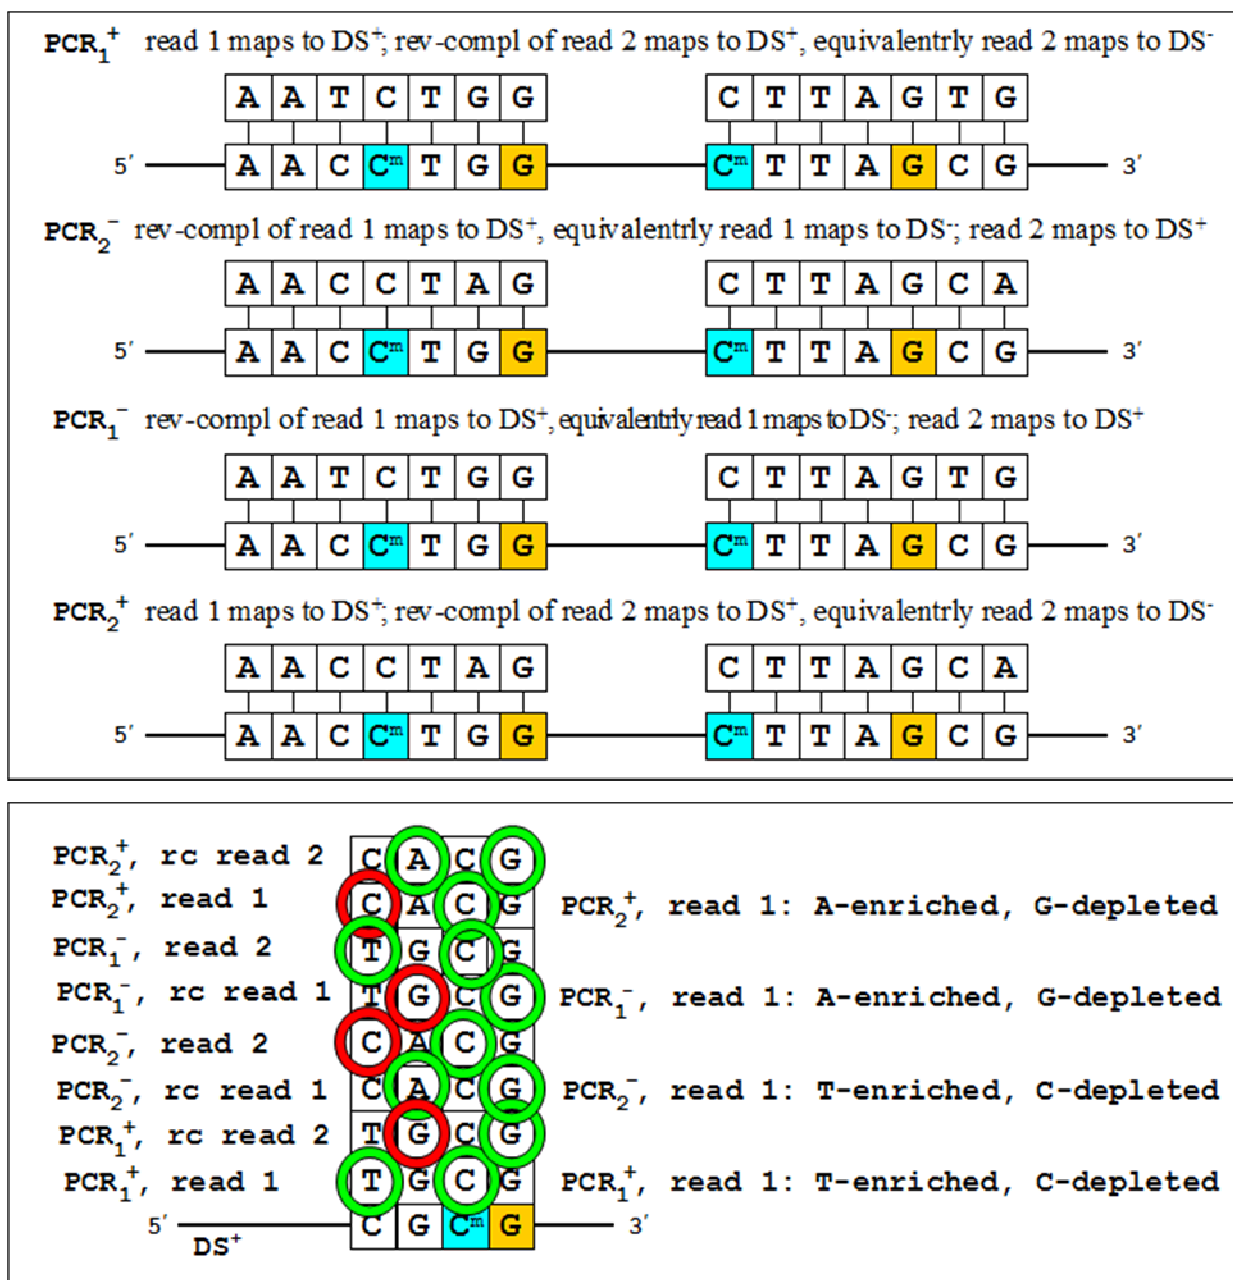 PCR₁⁺ read 1 maps to DS⁺; rev-compl of read 2 maps to DS⁺, equivalentrly read 2 maps to DS⁻
A A T C T G G C T T A G T G
5′ A A C Cᵐ T G G Cᵐ T T A G C G 3′
PCR₂⁻ rev-compl of read 1 maps to DS⁺, equivalentrly read 1 maps to DS⁻; read 2 maps to DS⁺
A A C C T A G C T T A G C A
5′ A A C Cᵐ T G G Cᵐ T T A G C G 3′
PCR₁⁻ rev-compl of read 1 maps to DS⁺, equivalentrly read 1 maps to DS⁻; read 2 maps to DS⁺
A A T C T G G C T T A G T G
5′ A A C Cᵐ T G G Cᵐ T T A G C G 3′
PCR₂⁺ read 1 maps to DS⁺; rev-compl of read 2 maps to DS⁺, equivalentrly read 2 maps to DS⁻
A A C C T A G C T T A G C A
5′ A A C Cᵐ T G G Cᵐ T T A G C G 3′
PCR₂⁺, rc read 2 C A C G
PCR₂⁺, read 1 C A C G PCR₂⁺, read 1: A-enriched, G-depleted
PCR₁⁻, read 2 T G C G
PCR₁⁻, rc read 1 T G C G PCR₁⁻, read 1: A-enriched, G-depleted
PCR₂⁻, read 2 C A C G
PCR₂⁻, rc read 1 C A C G PCR₂⁻, read 1: T-enriched, C-depleted
PCR₁⁺, rc read 2 T G C G
PCR₁⁺, read 1 T G C G PCR₁⁺, read 1: T-enriched, C-depleted
5′ C G Cᵐ G 3′
DS⁺